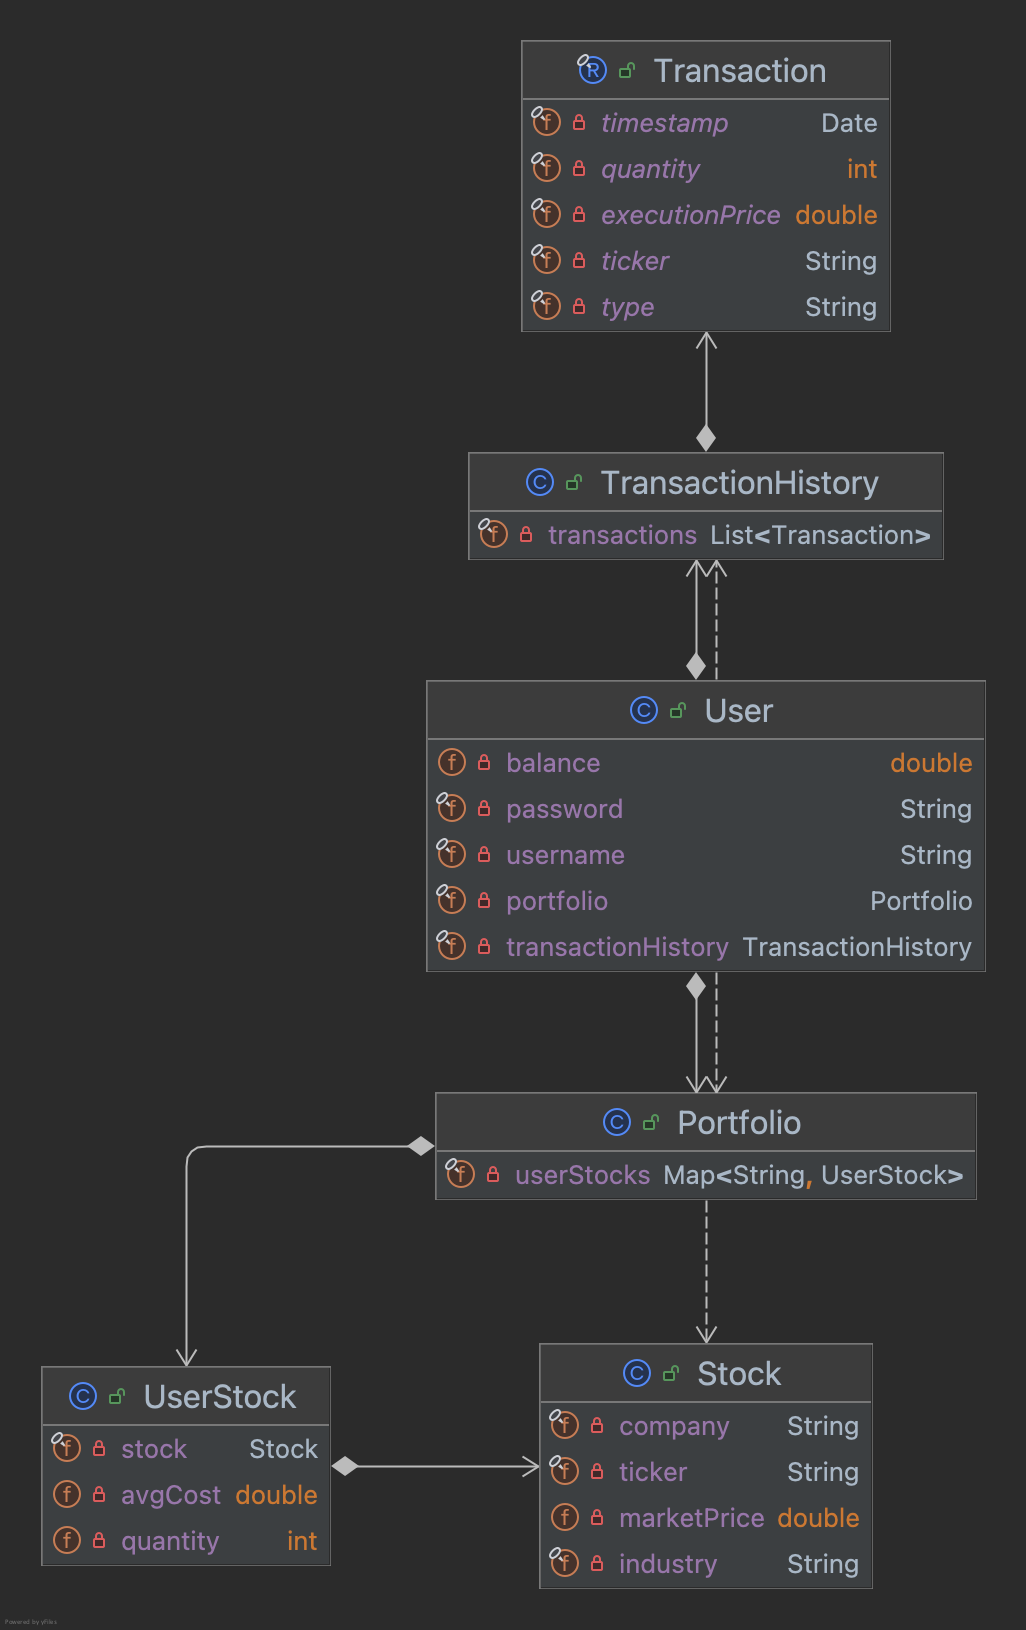 Transaction
timestamp Date
quantity int
executionPrice double
ticker String
type String
TransactionHistory
transactions List<Transaction>
User
balance double
password String
username String
portfolio Portfolio
transactionHistory TransactionHistory
Portfolio
userStocks Map<String, UserStock>
UserStock
stock Stock
avgCost double
quantity int
Stock
company String
ticker String
marketPrice double
industry String
Powered by yFiles